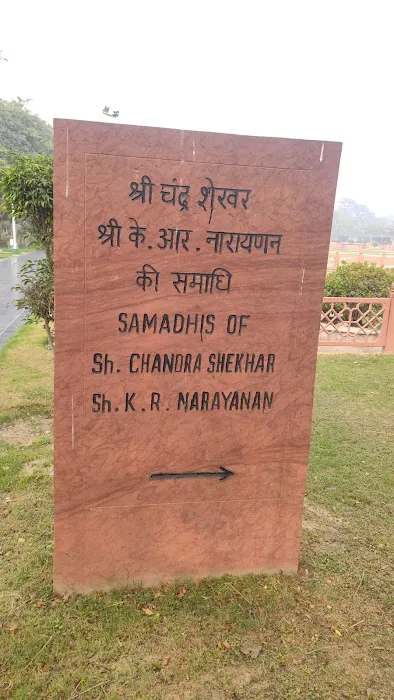 श्री चंद्र शेखर
श्री के. आर. नारायणन
की समाधि
SAMADHIS OF
Sh. CHANDRA SHEKHAR
Sh. K. R. NARAYANAN